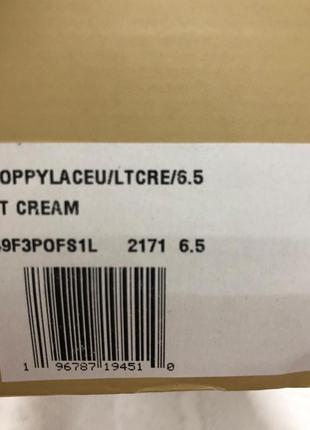 OPPYLACEU/LTCRE/6.5
T CREAM
9F3POFS1L 2171 6.5
1 96787 19451 0